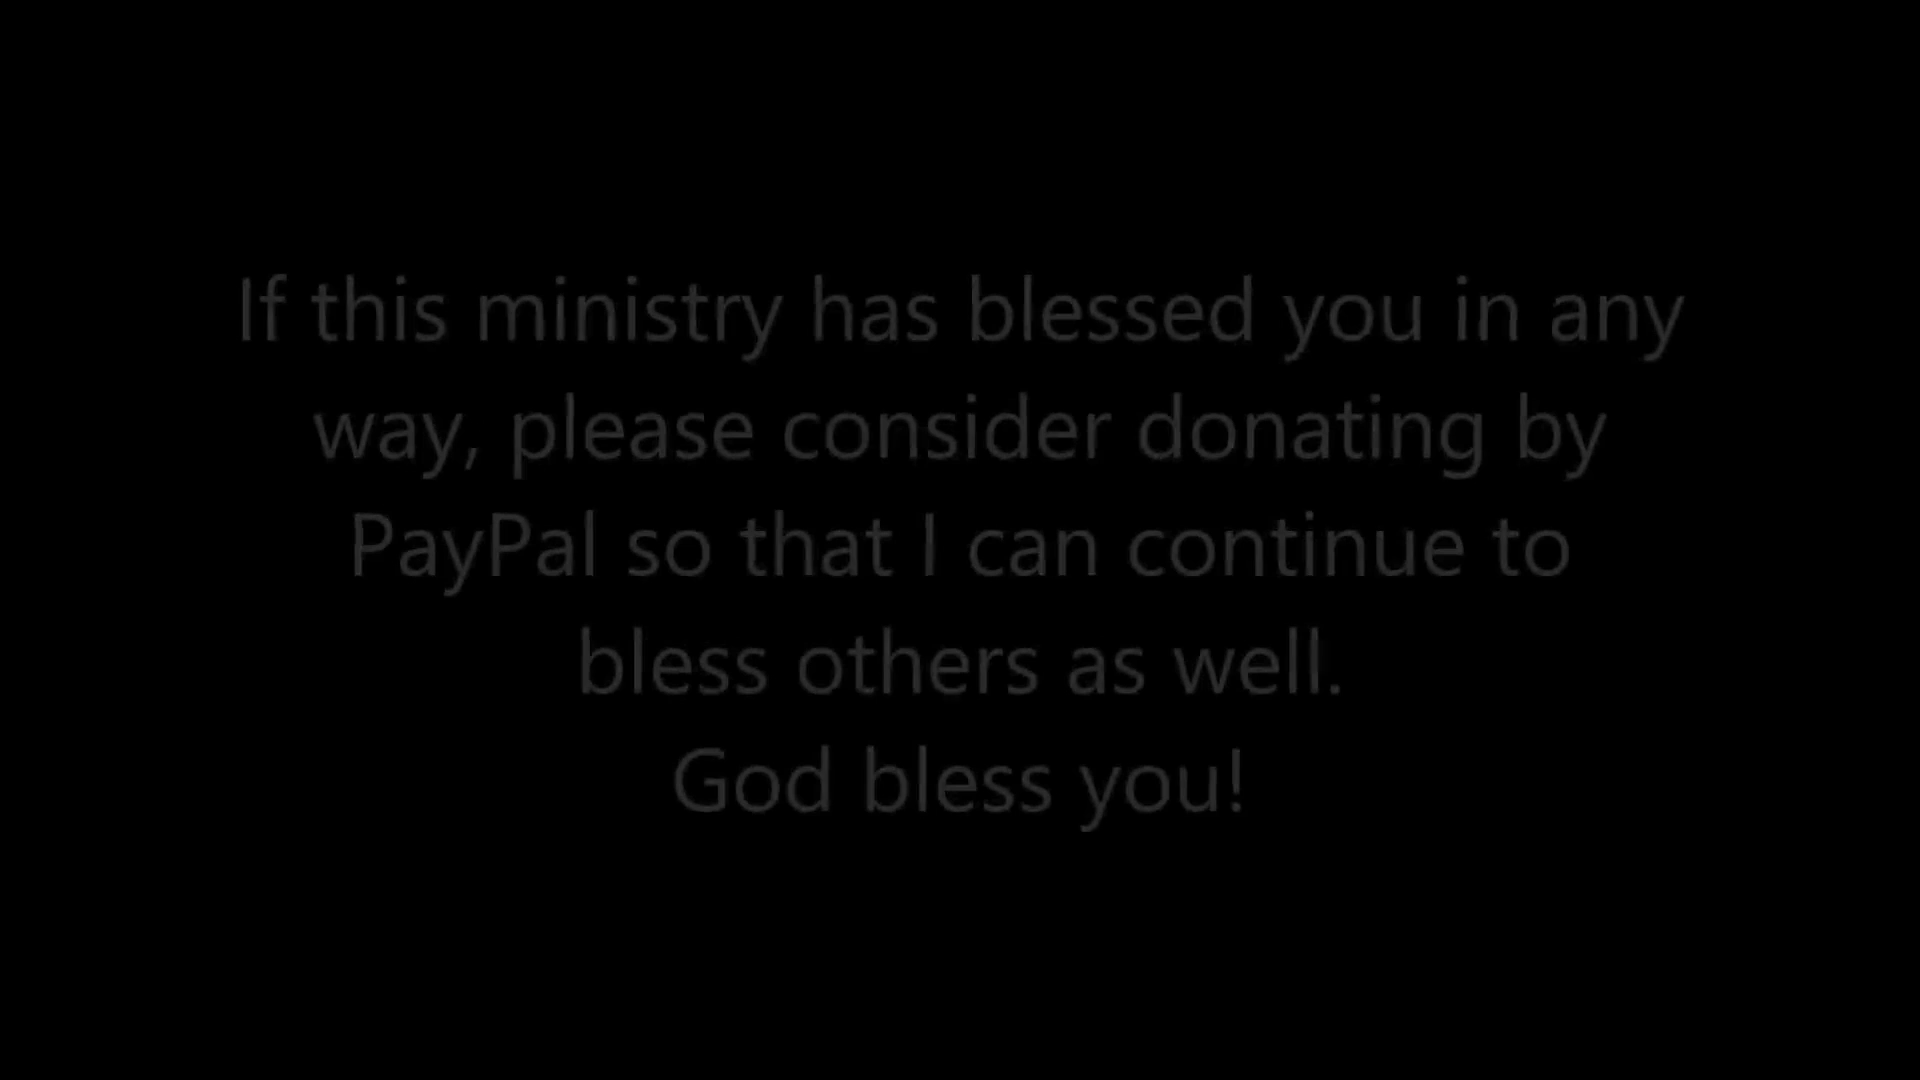 If this ministry has blessed you in any
way, please consider donating by
PayPal so that I can continue to
bless others as well.
God bless you!